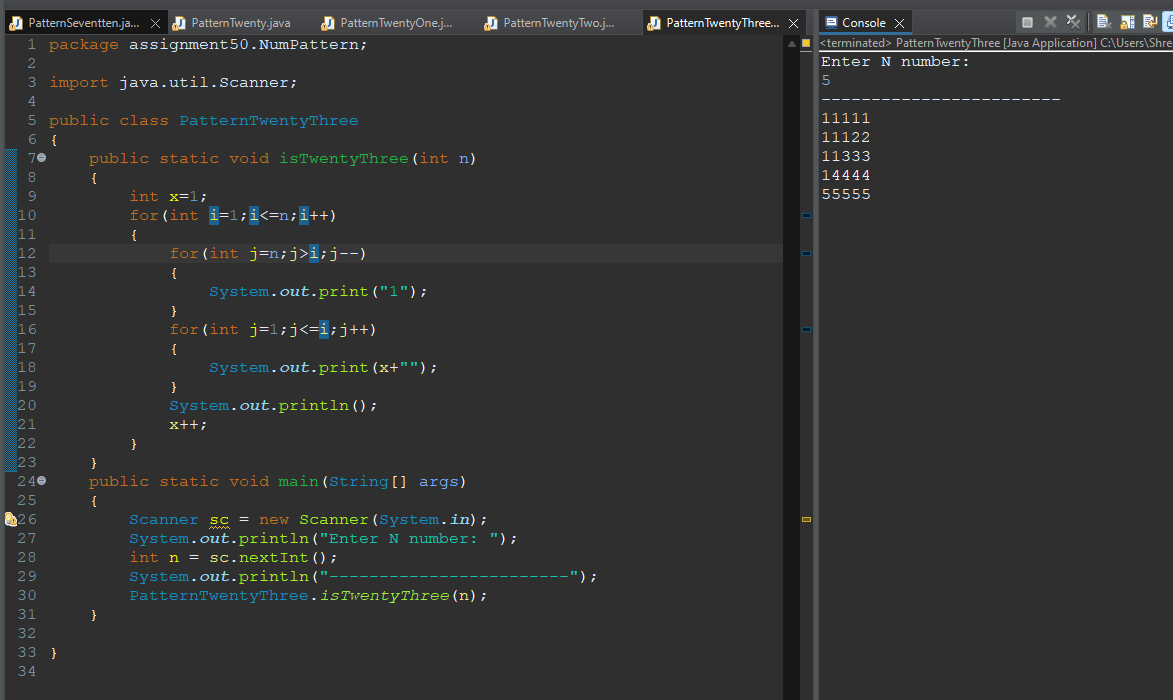 PatternSeventten.ja... PatternTwenty.java PatternTwentyOne.j... PatternTwentyTwo.j... PatternTwentyThree...
1 package assignment50.NumPattern;
2
3 import java.util.Scanner;
4
5 public class PatternTwentyThree
6 {
7 public static void isTwentyThree(int n)
8 {
9 int x=1;
10 for(int i=1;i<=n;i++)
11 {
12 for(int j=n;j>i;j--)
13 {
14 System.out.print("1");
15 }
16 for(int j=1;j<=i;j++)
17 {
18 System.out.print(x+"");
19 }
20 System.out.println();
21 x++;
22 }
23 }
24 public static void main(String[] args)
25 {
26 Scanner sc = new Scanner(System.in);
27 System.out.println("Enter N number: ");
28 int n = sc.nextInt();
29 System.out.println("------------------------");
30 PatternTwentyThree.isTwentyThree(n);
31 }
32
33 }
34
Console
<terminated> PatternTwentyThree [Java Application] C:\Users\Shre
Enter N number:
5
------------------------
11111
11122
11333
14444
55555